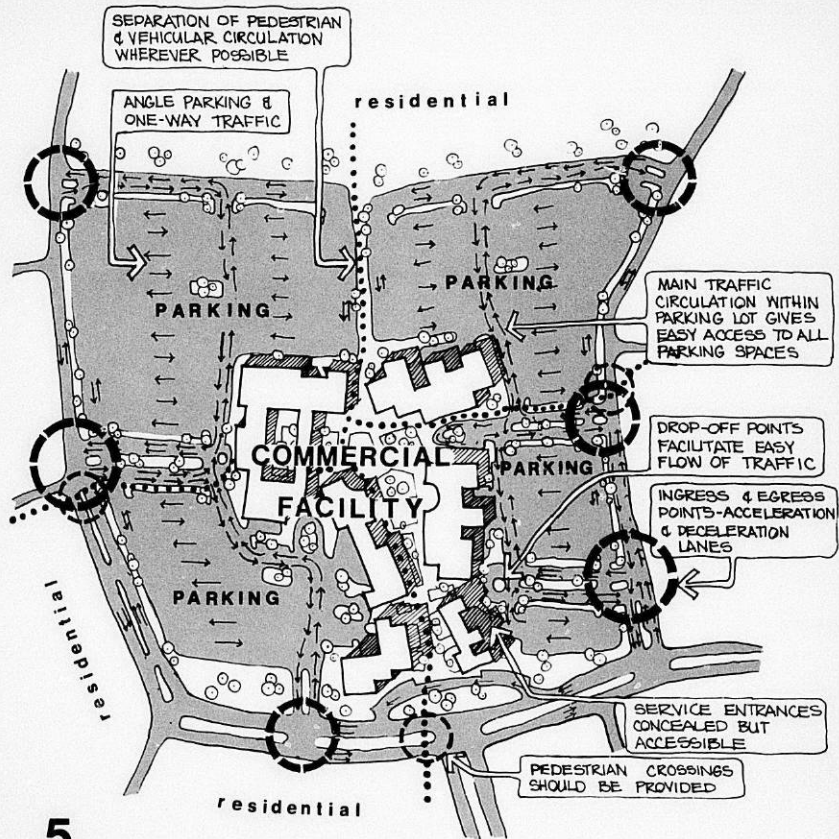 SEPARATION OF PEDESTRIAN
& VEHICULAR CIRCULATION
WHEREVER POSSIBLE
ANGLE PARKING &
ONE-WAY TRAFFIC
residential
PARKING
PARKING
MAIN TRAFFIC
CIRCULATION WITHIN
PARKING LOT GIVES
EASY ACCESS TO ALL
PARKING SPACES
COMMERCIAL
FACILITY
PARKING
DROP-OFF POINTS
FACILITATE EASY
FLOW OF TRAFFIC
INGRESS & EGRESS
POINTS-ACCELERATION
& DECELERATION
LANES
PARKING
residential
SERVICE ENTRANCES
CONCEALED BUT
ACCESSIBLE
PEDESTRIAN CROSSINGS
SHOULD BE PROVIDED
residential
5